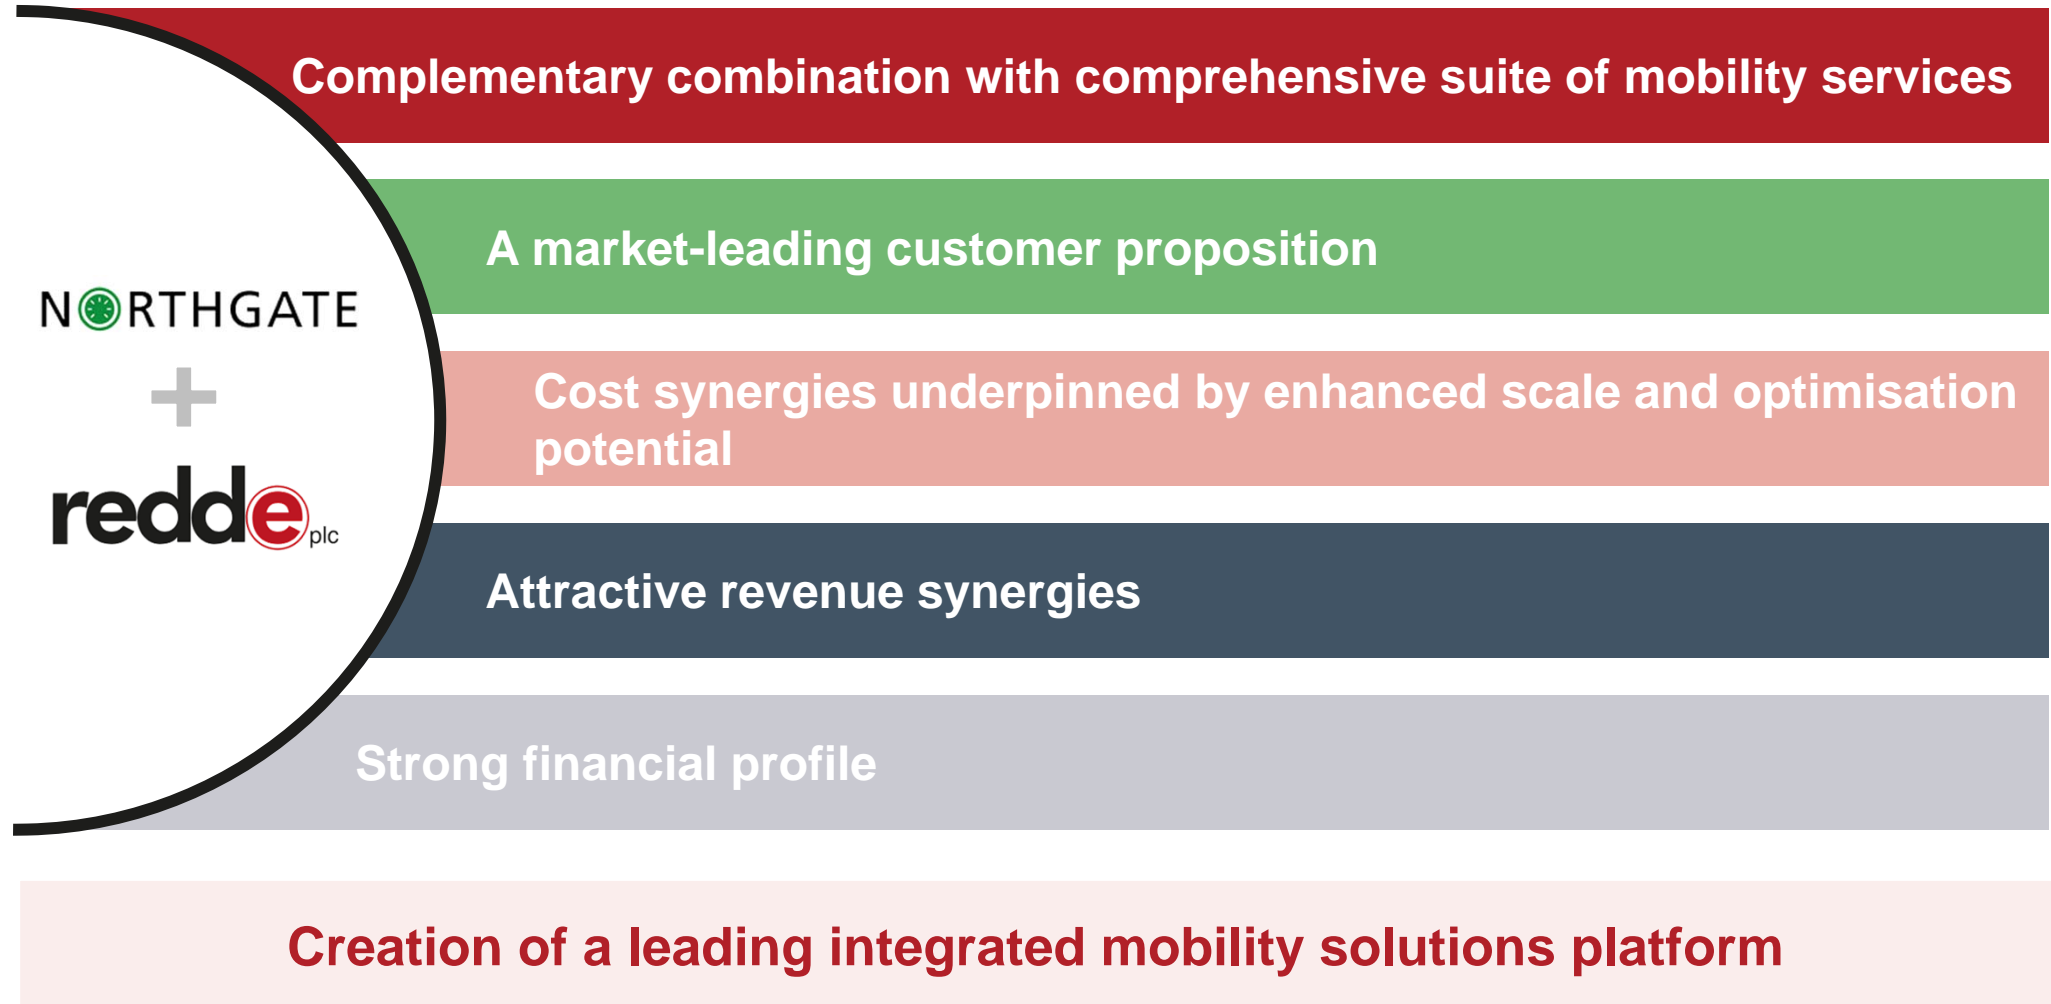 Complementary combination with comprehensive suite of mobility services
A market-leading customer proposition
NORTHGATE
+
redde plc
Cost synergies underpinned by enhanced scale and optimisation
potential
Attractive revenue synergies
Strong financial profile
Creation of a leading integrated mobility solutions platform